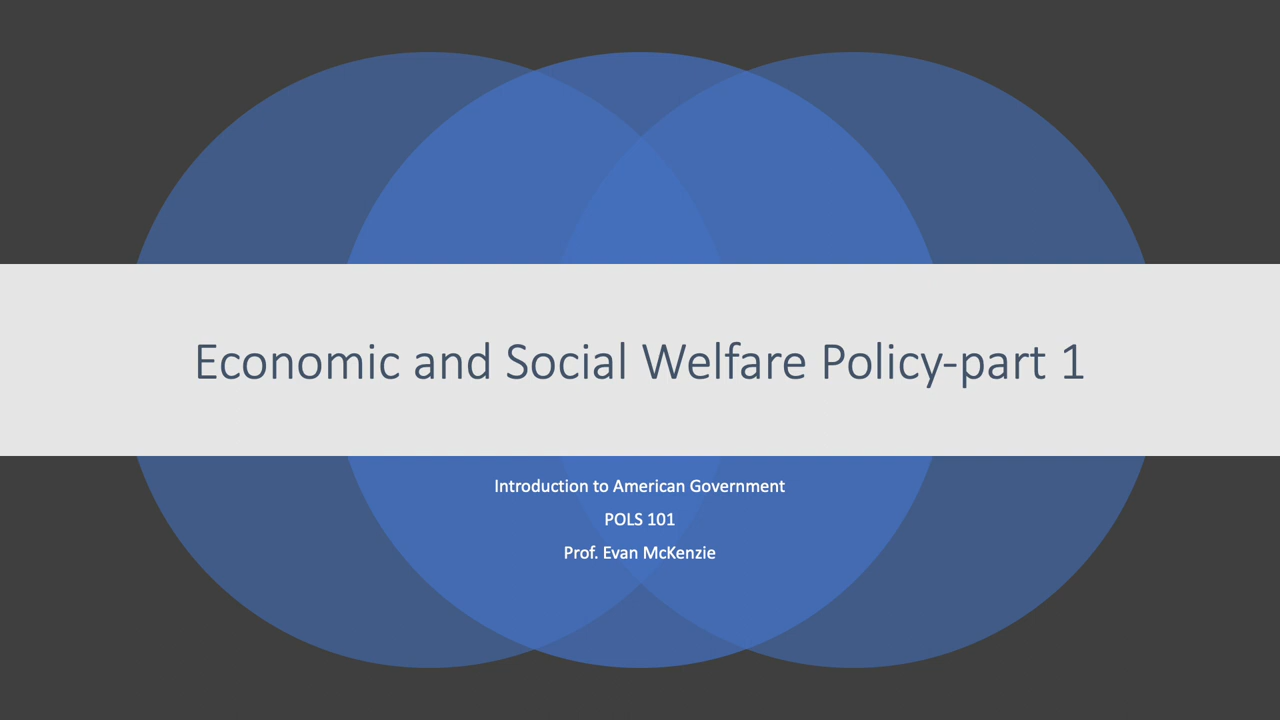 Economic and Social Welfare Policy-part 1
Introduction to American Government
POLS 101
Prof. Evan McKenzie